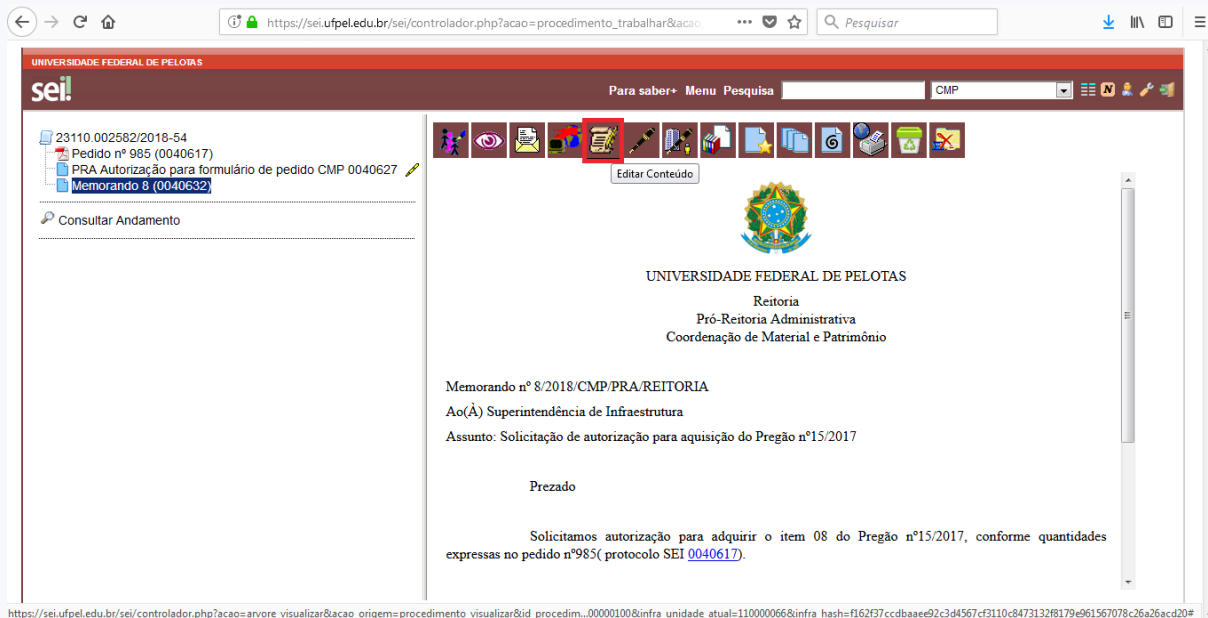 https://sei.ufpel.edu.br/sei/controlador.php?acao=procedimento_trabalhar&acao_
Pesquisar
UNIVERSIDADE FEDERAL DE PELOTAS
sei!
Para saber+ Menu Pesquisa
CMP
N
23110.002582/2018-54
Pedido nº 985 (0040617)
PRA Autorização para formulário de pedido CMP 0040627
Memorando 8 (0040632)
Consultar Andamento
Editar Conteúdo
UNIVERSIDADE FEDERAL DE PELOTAS
Reitoria
Pró-Reitoria Administrativa
Coordenação de Material e Patrimônio
Memorando nº 8/2018/CMP/PRA/REITORIA
Ao(À) Superintendência de Infraestrutura
Assunto: Solicitação de autorização para aquisição do Pregão nº15/2017
Prezado
Solicitamos autorização para adquirir o item 08 do Pregão nº15/2017, conforme quantidades
expressas no pedido nº985( protocolo SEI 0040617).
https://sei.ufpel.edu.br/sei/controlador.php?acao=arvore_visualizar&acao_origem=procedimento_visualizar&id_procedim...00000100&infra_unidade_atual=110000066&infra_hash=f162f37ccdbaaee92c3d4567cf3110c8473132f8179e961567078c26a26acd20#